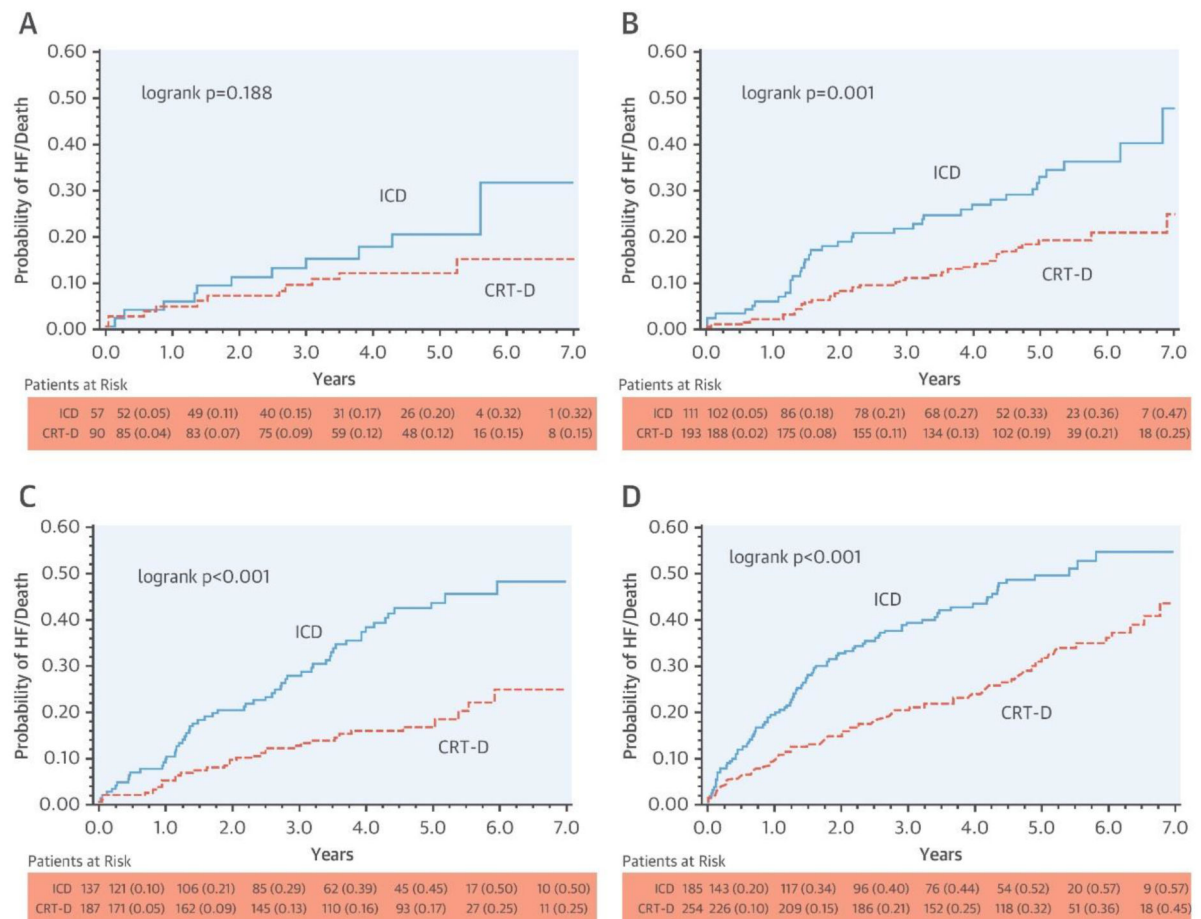 A
0.60
0.50
0.40
0.30
0.20
0.10
0.00
Probability of HF/Death
logrank p=0.188
ICD
CRT-D
0.0 1.0 2.0 3.0 4.0 5.0 6.0 7.0
Years
Patients at Risk
ICD 57 52 (0.05) 49 (0.11) 40 (0.15) 31 (0.17) 26 (0.20) 4 (0.32) 1 (0.32)
CRT-D 90 85 (0.04) 83 (0.07) 75 (0.09) 59 (0.12) 48 (0.12) 16 (0.15) 8 (0.15)
B
0.60
0.50
0.40
0.30
0.20
0.10
0.00
Probability of HF/Death
logrank p=0.001
ICD
CRT-D
0.0 1.0 2.0 3.0 4.0 5.0 6.0 7.0
Years
Patients at Risk
ICD 111 102 (0.05) 86 (0.18) 78 (0.21) 68 (0.27) 52 (0.33) 23 (0.36) 7 (0.47)
CRT-D 193 188 (0.02) 175 (0.08) 155 (0.11) 134 (0.13) 102 (0.19) 39 (0.21) 18 (0.25)
C
0.60
0.50
0.40
0.30
0.20
0.10
0.00
Probability of HF/Death
logrank p<0.001
ICD
CRT-D
0.0 1.0 2.0 3.0 4.0 5.0 6.0 7.0
Years
Patients at Risk
ICD 137 121 (0.10) 106 (0.21) 85 (0.29) 62 (0.39) 45 (0.45) 17 (0.50) 10 (0.50)
CRT-D 187 171 (0.05) 162 (0.09) 145 (0.13) 110 (0.16) 93 (0.17) 27 (0.25) 11 (0.25)
D
0.60
0.50
0.40
0.30
0.20
0.10
0.00
Probability of HF/Death
logrank p<0.001
ICD
CRT-D
0.0 1.0 2.0 3.0 4.0 5.0 6.0 7.0
Years
Patients at Risk
ICD 185 143 (0.20) 117 (0.34) 96 (0.40) 76 (0.44) 54 (0.52) 20 (0.57) 9 (0.57)
CRT-D 254 226 (0.10) 209 (0.15) 186 (0.21) 152 (0.25) 118 (0.32) 51 (0.36) 18 (0.45)